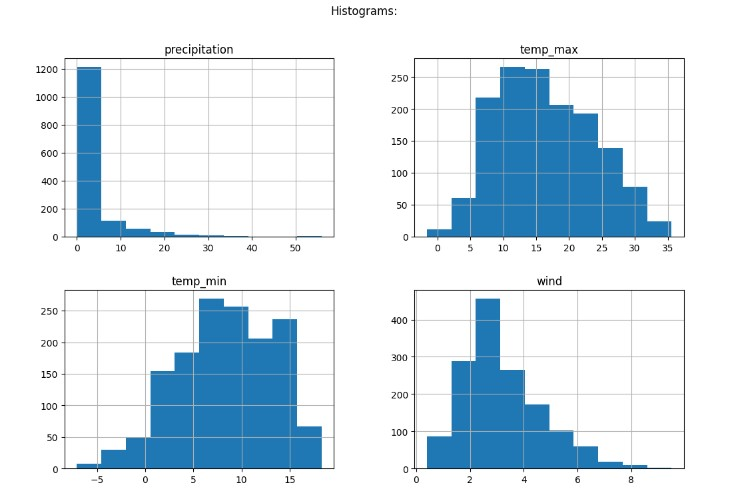 Histograms:
precipitation
1200
1000
800
600
400
200
0
0 10 20 30 40 50
temp_max
250
200
150
100
50
0
0 5 10 15 20 25 30 35
temp_min
250
200
150
100
50
0
−5 0 5 10 15
wind
400
300
200
100
0
0 2 4 6 8